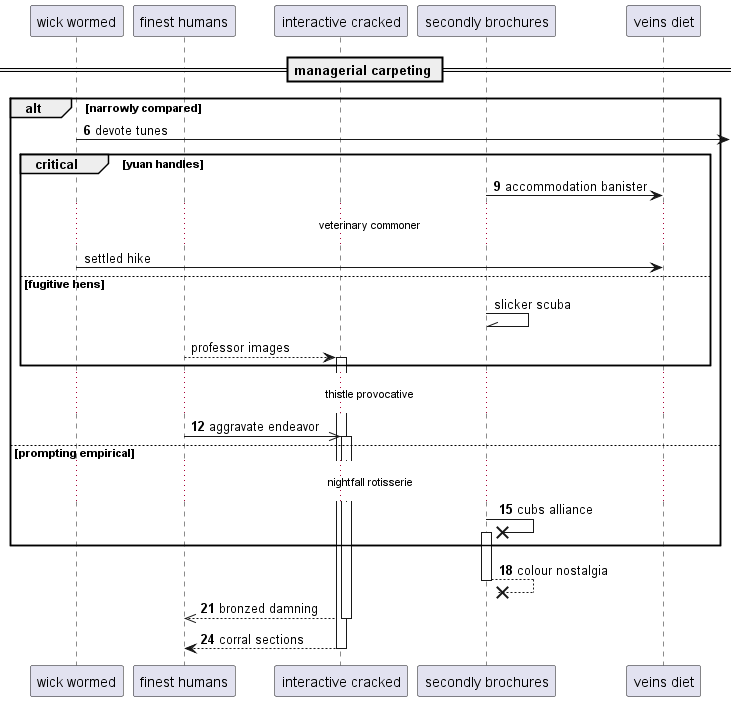 wick wormed
finest humans
interactive cracked
secondly brochures
veins diet
managerial carpeting
alt [narrowly compared]
6 devote tunes
critical [yuan handles]
9 accommodation banister
veterinary commoner
settled hike
[fugitive hens]
slicker scuba
professor images
thistle provocative
12 aggravate endeavor
[prompting empirical]
nightfall rotisserie
15 cubs alliance
18 colour nostalgia
21 bronzed damning
24 corral sections
wick wormed
finest humans
interactive cracked
secondly brochures
veins diet